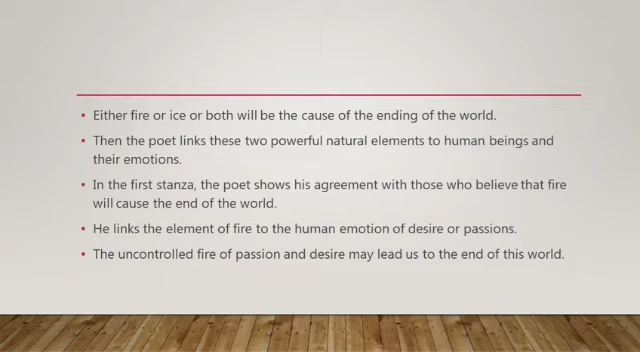 • Either fire or ice or both will be the cause of the ending of the world.
• Then the poet links these two powerful natural elements to human beings and
their emotions.
• In the first stanza, the poet shows his agreement with those who believe that fire
will cause the end of the world.
• He links the element of fire to the human emotion of desire or passions.
• The uncontrolled fire of passion and desire may lead us to the end of this world.